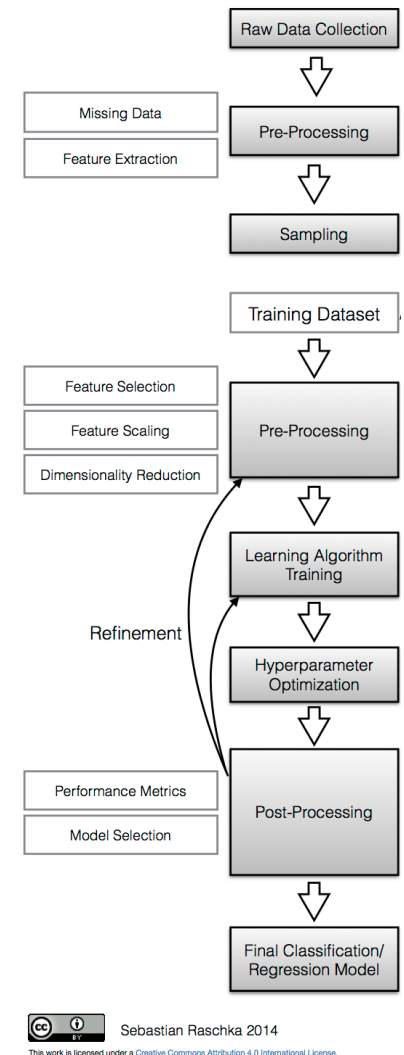 Raw Data Collection
Missing Data
Feature Extraction
Pre-Processing
Sampling
Training Dataset
Feature Selection
Feature Scaling
Dimensionality Reduction
Pre-Processing
Learning Algorithm
Training
Refinement
Hyperparameter
Optimization
Performance Metrics
Model Selection
Post-Processing
Final Classification/
Regression Model
cc BY
Sebastian Raschka 2014
This work is licensed under a Creative Commons Attribution 4.0 International License.